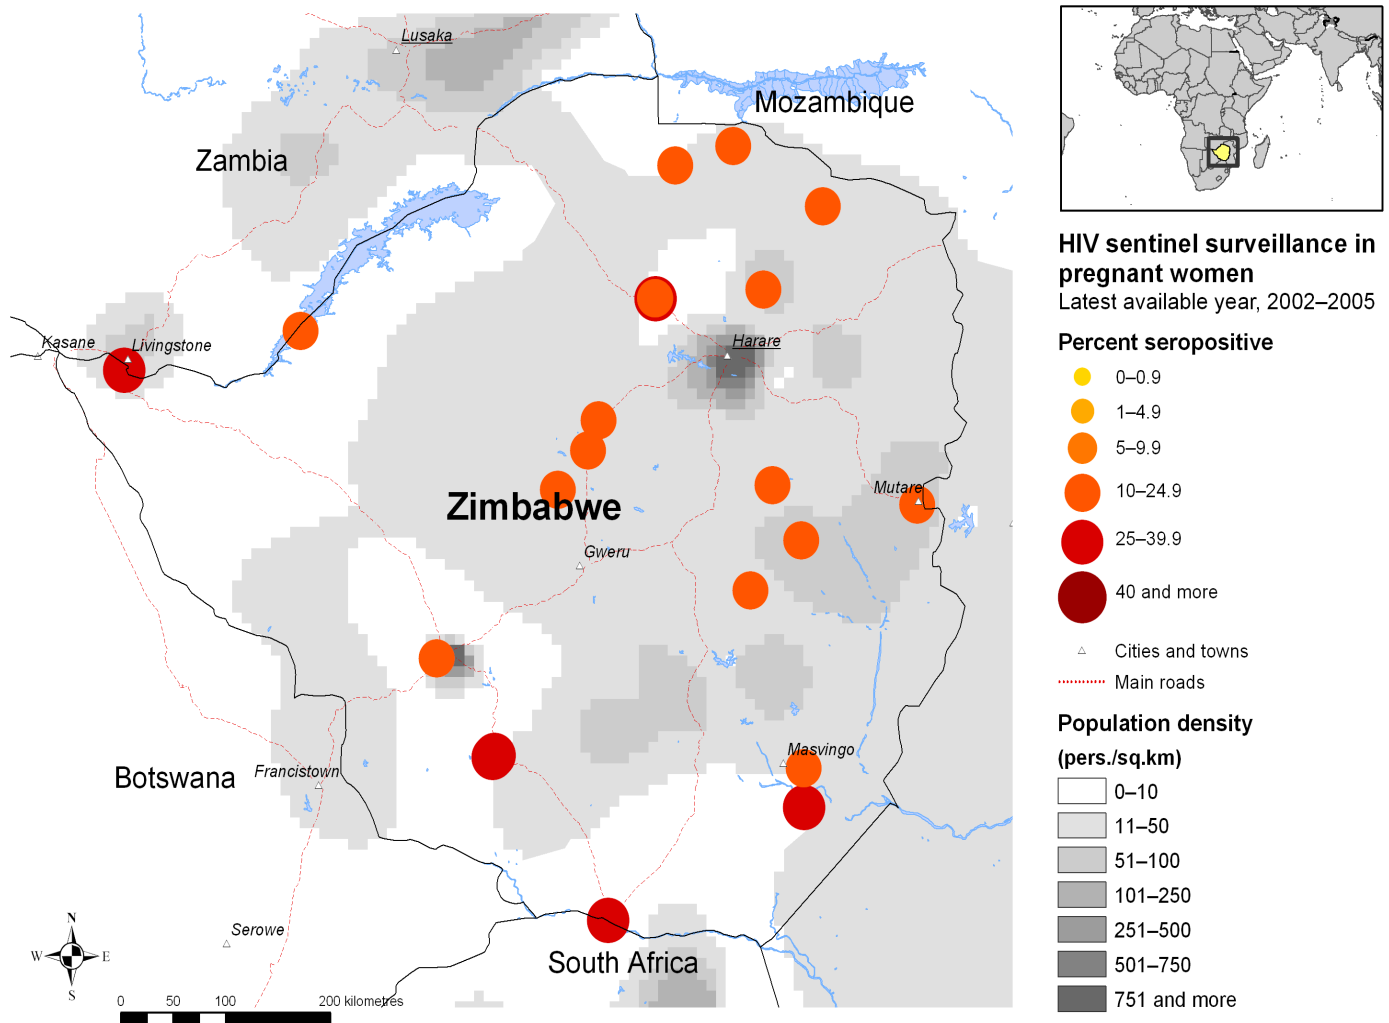 Lusaka
Mozambique
Zambia
Kasane
Livingstone
Harare
Mutare
Zimbabwe
Gweru
Masvingo
Botswana
Francistown
Serowe
South Africa
N
W
E
S
0
50
100
200 kilometres
HIV sentinel surveillance in
pregnant women
Latest available year, 2002–2005
Percent seropositive
0–0.9
1–4.9
5–9.9
10–24.9
25–39.9
40 and more
Cities and towns
Main roads
Population density
(pers./sq.km)
0–10
11–50
51–100
101–250
251–500
501–750
751 and more